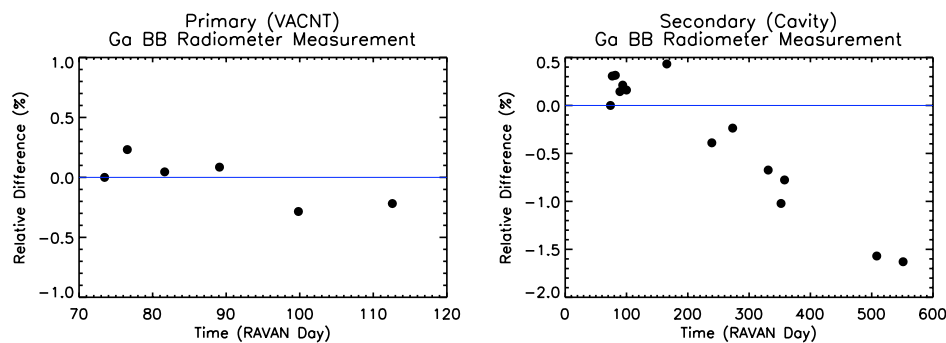 Primary (VACNT)
Ga BB Radiometer Measurement
1.0
0.5
0.0
−0.5
−1.0
Relative Difference (%)
70 80 90 100 110 120
Time (RAVAN Day)
Secondary (Cavity)
Ga BB Radiometer Measurement
0.5
0.0
−0.5
−1.0
−1.5
−2.0
Relative Difference (%)
0 100 200 300 400 500 600
Time (RAVAN Day)